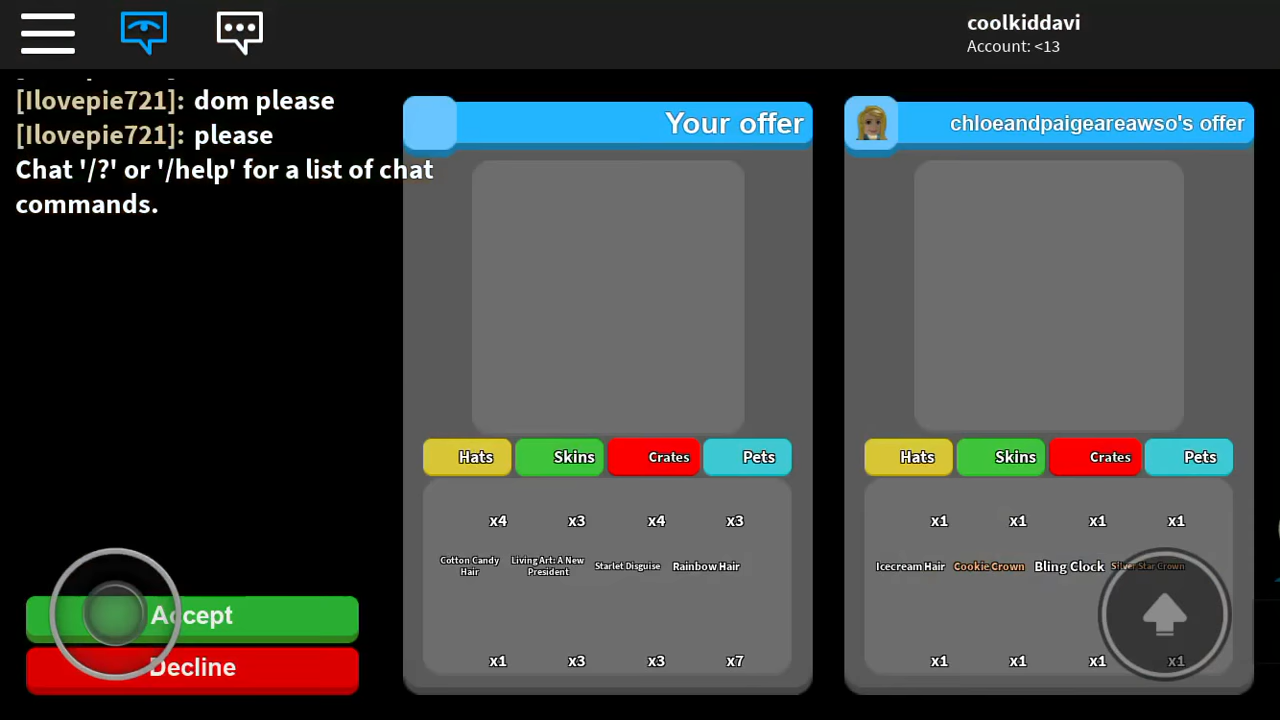 coolkiddavi
Account: <13
[Ilovepie721]: dom please
[Ilovepie721]: please
Chat '/?' or '/help' for a list of chat
commands.
Your offer
Hats Skins Crates Pets
x4 x3 x4 x3
Cotton Candy Hair Living Art: A New President Starlet Disguise Rainbow Hair
x1 x3 x3 x7
chloeandpaigeareawso's offer
Hats Skins Crates Pets
x1 x1 x1 x1
Icecream Hair Cookie Crown Bling Clock Silver Star Crown
x1 x1 x1 x1
Accept
Decline